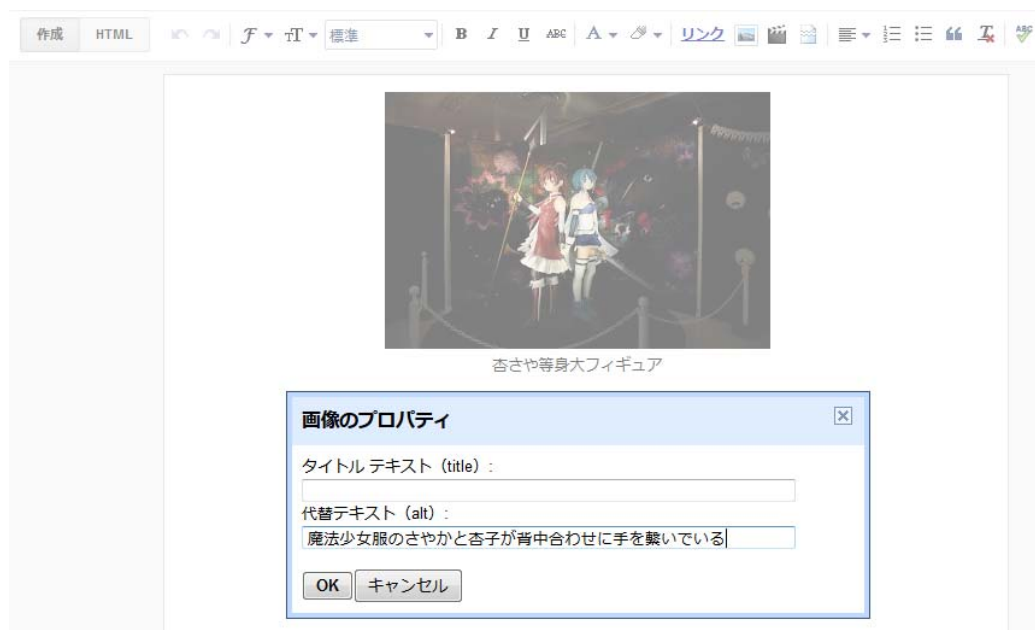 作成 HTML 標準 B I U ABC A リンク ABC
杏さや等身大フィギュア
画像のプロパティ
タイトル テキスト（title）:
代替テキスト（alt）:
魔法少女服のさやかと杏子が背中合わせに手を繋いでいる
OK キャンセル